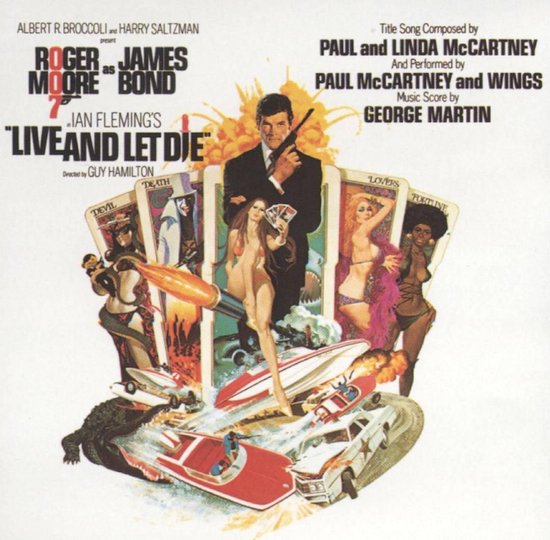 ALBERT R. BROCCOLI and HARRY SALTZMAN
present
ROGER MOORE as JAMES BOND
007
in IAN FLEMING'S
"LIVE AND LET DIE"
Directed by GUY HAMILTON
Title Song Composed by
PAUL and LINDA McCARTNEY
And Performed by
PAUL McCARTNEY and WINGS
Music Score by
GEORGE MARTIN
DEVIL
DEATH
LOVERS
FORTUNE